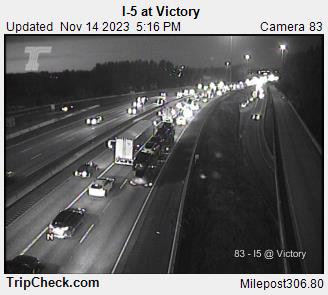 I-5 at Victory
Updated Nov 14 2023 5:16 PM Camera 83
T
N
83 - I5 @ Victory
TripCheck.com Milepost306.80